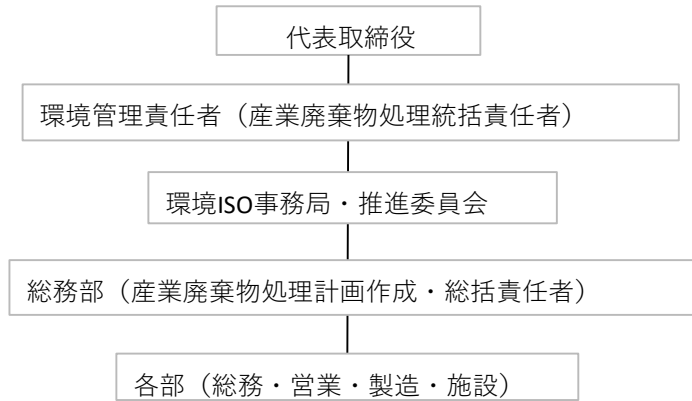 代表取締役
環境管理責任者（産業廃棄物処理統括責任者）
環境ISO事務局・推進委員会
総務部（産業廃棄物処理計画作成・総括責任者）
各部（総務・営業・製造・施設）